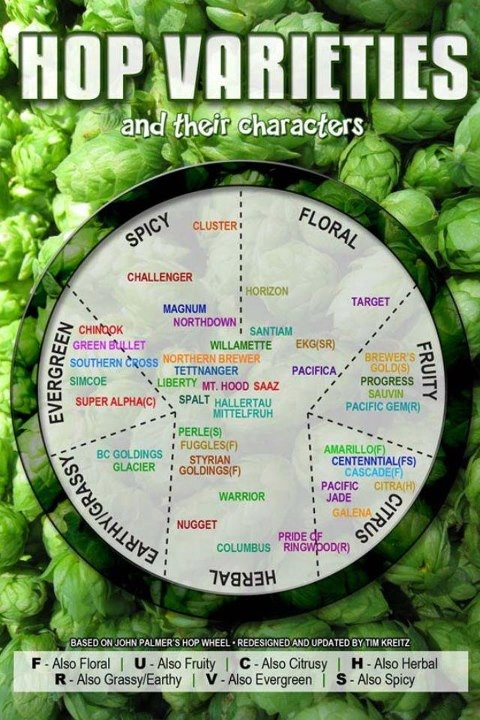 HOP VARIETIES
and their characters
SPICY
FLORAL
CLUSTER
CHALLENGER
HORIZON
TARGET
MAGNUM
NORTHDOWN
CHINOOK
GREEN BULLET
SANTIAM
EVERGREEN
SOUTHERN CROSS
WILLAMETTE
EKG(SR)
NORTHERN BREWER
TETTNANGER
PACIFICA
BREWER'S
GOLD(S)
FRUITY
SIMCOE
LIBERTY
MT. HOOD
SAAZ
PROGRESS
SAUVIN
SUPER ALPHA(C)
SPALT
HALLERTAU
MITTELFRUH
PACIFIC GEM(R)
PERLE(S)
FUGGLES(F)
STYRIAN
GOLDINGS(F)
BC GOLDINGS
GLACIER
AMARILLO(F)
CENTENNTIAL(FS)
CASCADE(F)
PACIFIC
JADE
CITRA(H)
GALENA
CITRUS
WARRIOR
EARTHY/GRASSY
NUGGET
COLUMBUS
PRIDE OF
RINGWOOD(R)
HERBAL
BASED ON JOHN PALMER'S HOP WHEEL • REDESIGNED AND UPDATED BY TIM KREITZ
F - Also Floral | U - Also Fruity | C - Also Citrusy | H - Also Herbal
R - Also Grassy/Earthy | V - Also Evergreen | S - Also Spicy